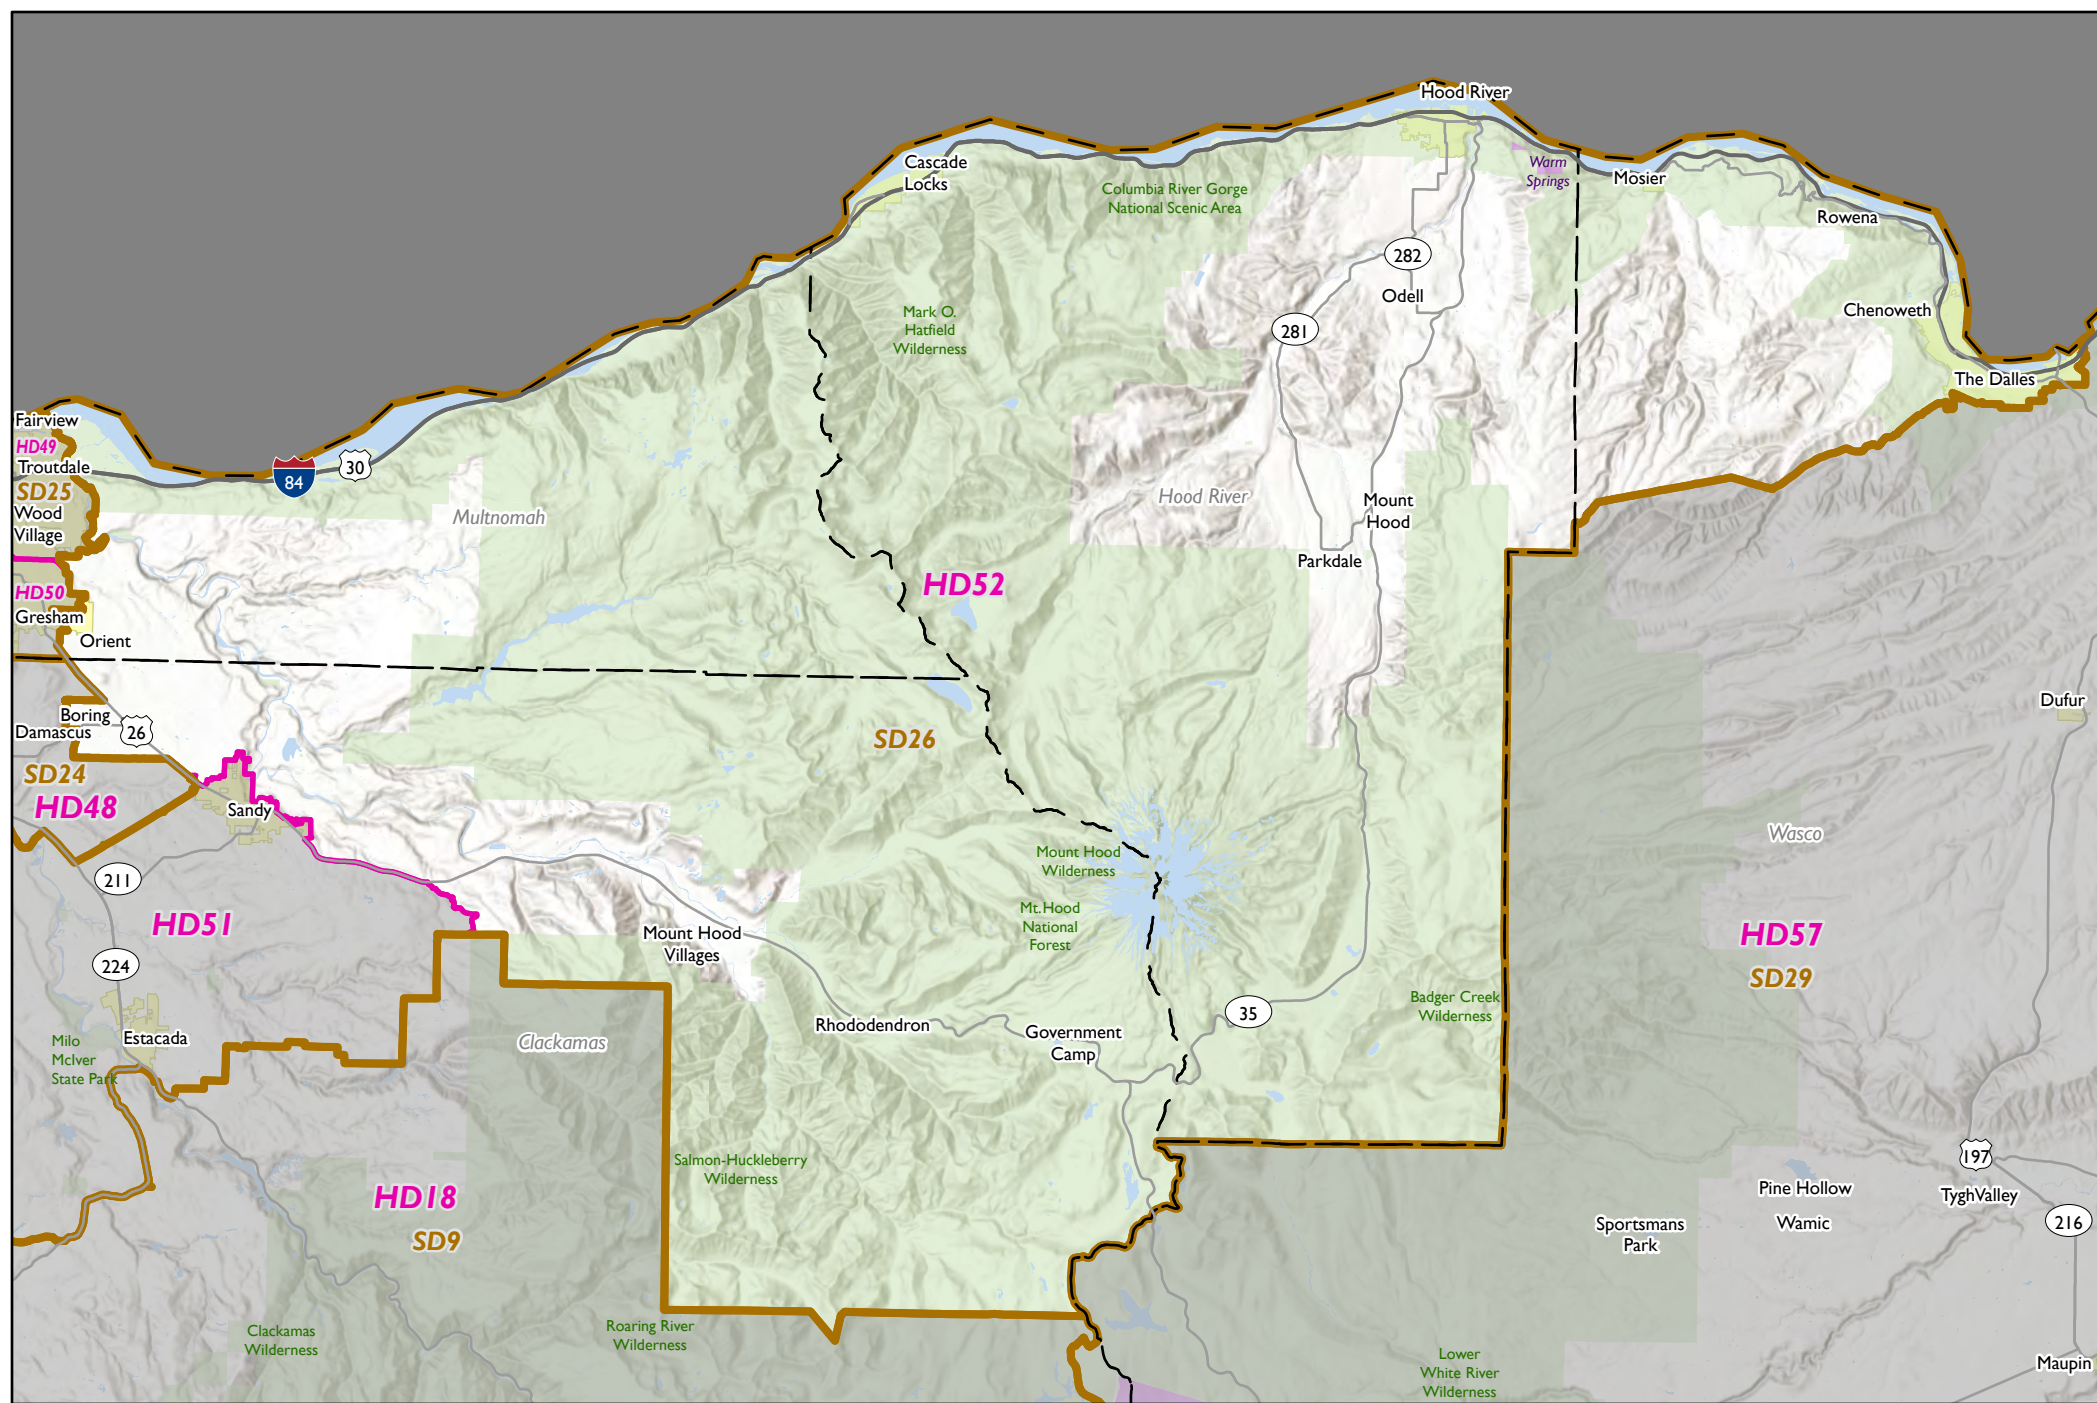 Hood River
Cascade
Locks
Columbia River Gorge
National Scenic Area
Warm
Springs
Mosier
Rowena
282
Odell
281
Mark O.
Hatfield
Wilderness
Chenoweth
The Dalles
Fairview
HD49
Troutdale
SD25
Wood
Village
84
30
Multnomah
Hood River
Mount
Hood
Parkdale
HD52
HD50
Gresham
Orient
Boring
Damascus
26
SD24
HD48
Sandy
SD26
Dufur
Wasco
211
HD51
224
Mount Hood
Wilderness
Mt. Hood
National
Forest
Mount Hood
Villages
HD57
SD29
Badger Creek
Wilderness
35
Rhododendron
Government
Camp
Clackamas
Estacada
Milo
McIver
State Park
Salmon-Huckleberry
Wilderness
HD18
SD9
197
Pine Hollow
TyghValley
Wamic
Sportsmans
Park
216
Clackamas
Wilderness
Roaring River
Wilderness
Lower
White River
Wilderness
Maupin